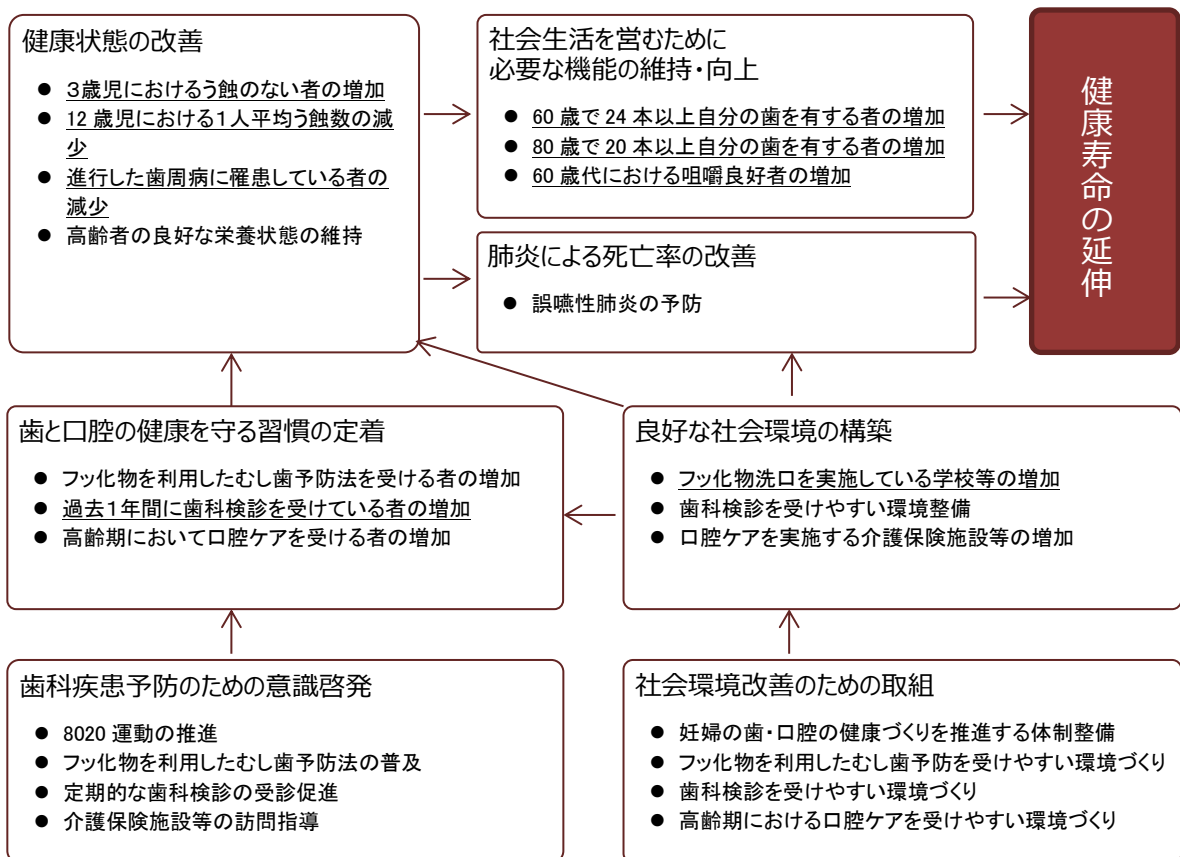 健康状態の改善
● ３歳児におけるう蝕のない者の増加
● 12 歳児における１人平均う蝕数の減
少
● 進行した歯周病に罹患している者の
減少
● 高齢者の良好な栄養状態の維持
社会生活を営むために
必要な機能の維持・向上
● 60 歳で 24 本以上自分の歯を有する者の増加
● 80 歳で 20 本以上自分の歯を有する者の増加
● 60 歳代における咀嚼良好者の増加
肺炎による死亡率の改善
● 誤嚥性肺炎の予防
健康寿命の延伸
歯と口腔の健康を守る習慣の定着
● フッ化物を利用したむし歯予防法を受ける者の増加
● 過去１年間に歯科検診を受けている者の増加
● 高齢期において口腔ケアを受ける者の増加
良好な社会環境の構築
● フッ化物洗口を実施している学校等の増加
● 歯科検診を受けやすい環境整備
● 口腔ケアを実施する介護保険施設等の増加
歯科疾患予防のための意識啓発
● 8020 運動の推進
● フッ化物を利用したむし歯予防法の普及
● 定期的な歯科検診の受診促進
● 介護保険施設等の訪問指導
社会環境改善のための取組
● 妊婦の歯・口腔の健康づくりを推進する体制整備
● フッ化物を利用したむし歯予防を受けやすい環境づくり
● 歯科検診を受けやすい環境づくり
● 高齢期における口腔ケアを受けやすい環境づくり